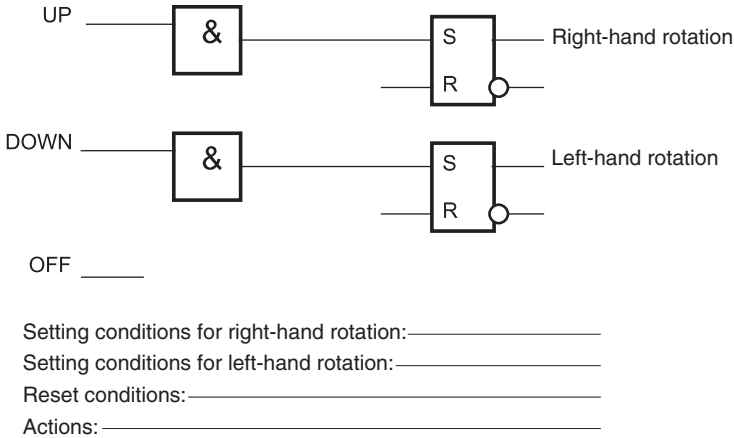 UP
&
S
Right-hand rotation
R
DOWN
&
S
Left-hand rotation
R
OFF
Setting conditions for right-hand rotation:
Setting conditions for left-hand rotation:
Reset conditions:
Actions: